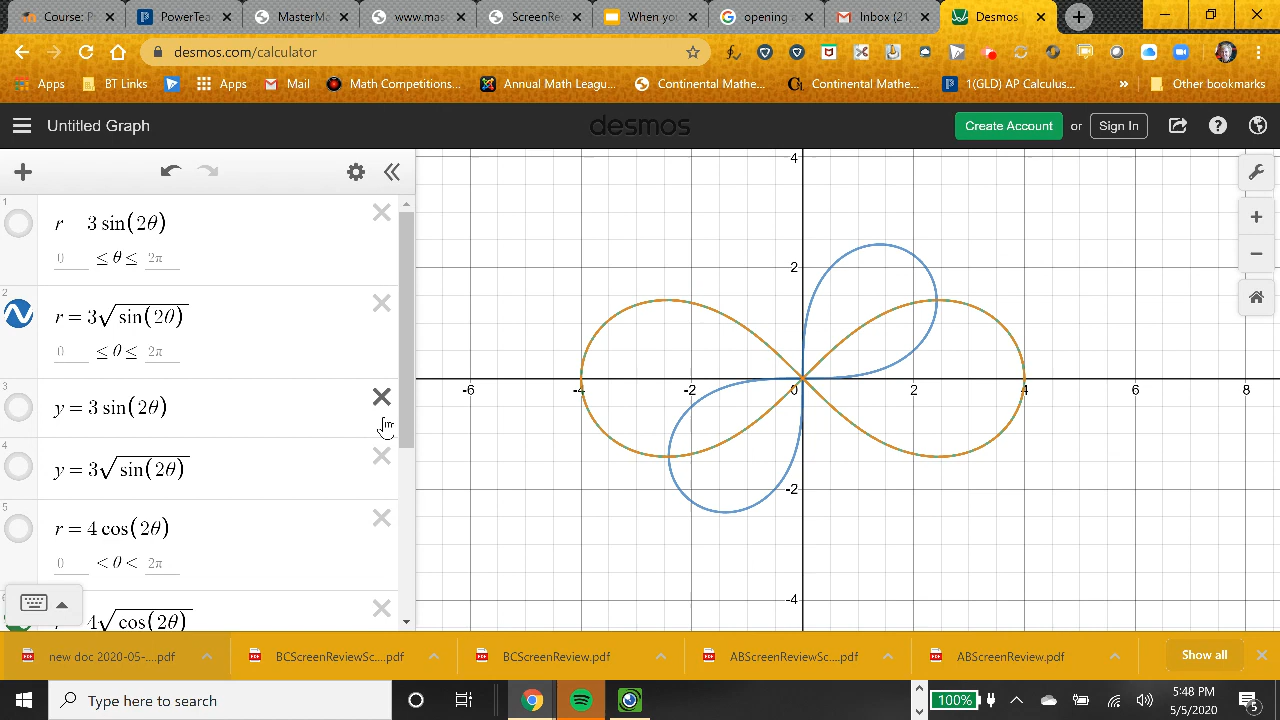 Course: P
PowerTea
MasterMa
www.mas
ScreenRe
When you
opening
Inbox (21
Desmos
desmos.com/calculator
Apps
BT Links
Apps
Mail
Math Competitions...
Annual Math Leagu...
Continental Mathe...
Continental Mathe...
1(GLD) AP Calculus...
»
Other bookmarks
Untitled Graph
desmos
Create Account
or
Sign In
1
r 3 sin(2θ)
0 ≤ θ ≤ 2π
2
r = 3√sin(2θ)
0 ≤ θ ≤ 2π
3
y = 3 sin(2θ)
4
y = 3√sin(2θ)
5
r = 4 cos(2θ)
0 < θ < 2π
4√cos(2θ)
4
2
-6
-2
0
2
6
8
-4
4
-2
-4
new doc 2020-05-....pdf
BCScreenReviewSc....pdf
BCScreenReview.pdf
ABScreenReviewSc....pdf
ABScreenReview.pdf
Show all
Type here to search
100%
5:48 PM
5/5/2020
5